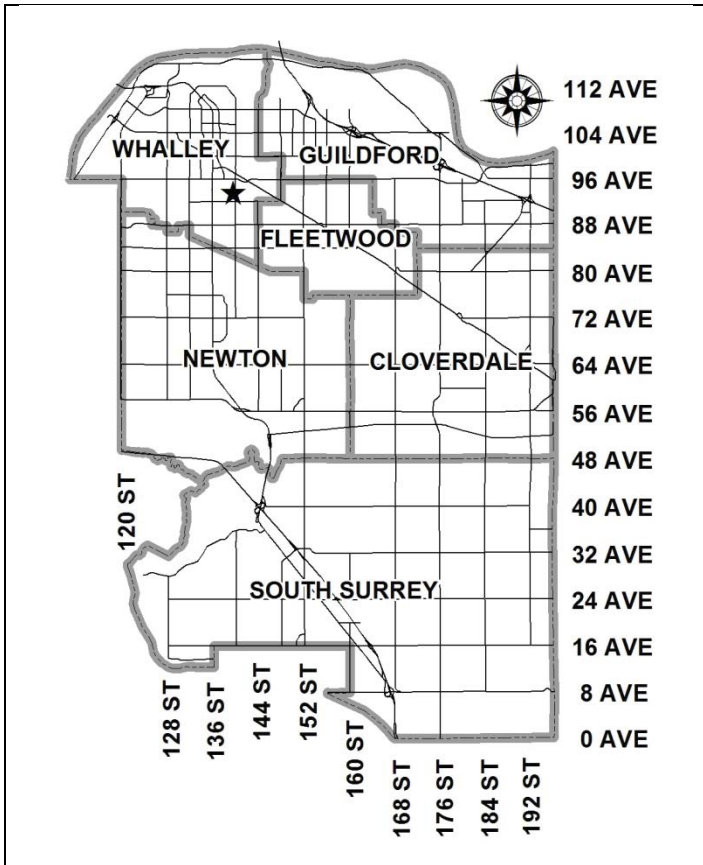 112 AVE
104 AVE
WHALLEY
GUILDFORD
96 AVE
88 AVE
FLEETWOOD
80 AVE
72 AVE
NEWTON
CLOVERDALE
64 AVE
56 AVE
48 AVE
120 ST
40 AVE
32 AVE
SOUTH SURREY
24 AVE
16 AVE
128 ST
136 ST
144 ST
152 ST
8 AVE
160 ST
0 AVE
168 ST
176 ST
184 ST
192 ST